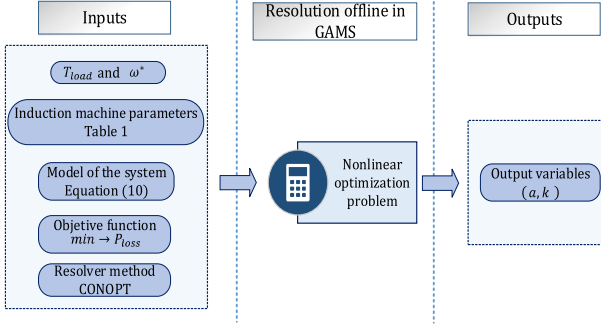 Inputs
T_load and ω*
Induction machine parameters
Table 1
Model of the system
Equation (10)
Objetive function
min → P_loss
Resolver method
CONOPT
Resolution offline in
GAMS
Nonlinear
optimization
problem
Outputs
Output variables
(a, k )